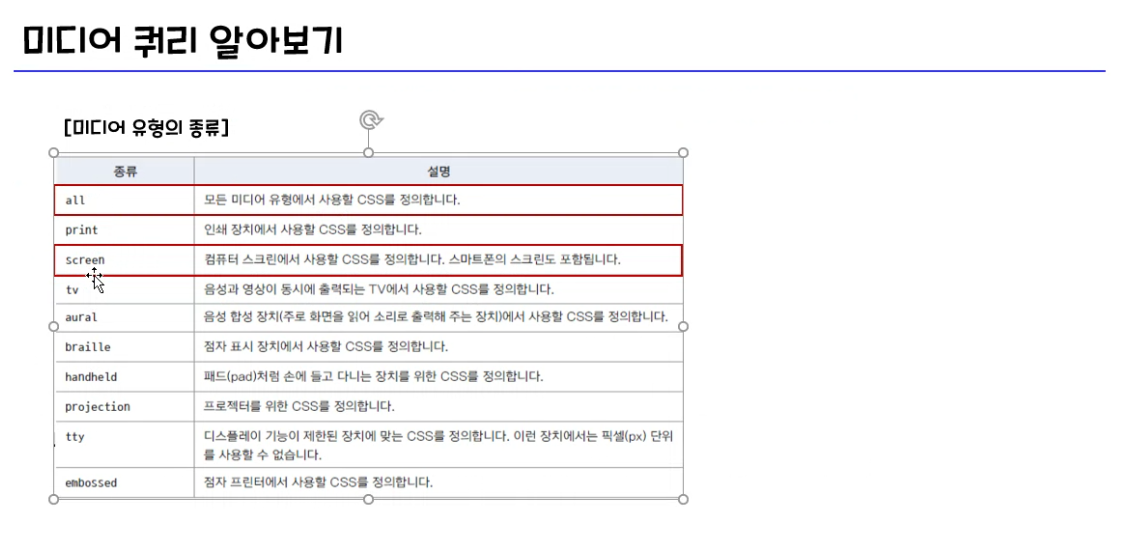 미디어 쿼리 알아보기
[미디어 유형의 종류]
종류 설명
all 모든 미디어 유형에서 사용할 CSS를 정의합니다.
print 인쇄 장치에서 사용할 CSS를 정의합니다.
screen 컴퓨터 스크린에서 사용할 CSS를 정의합니다. 스마트폰의 스크린도 포함됩니다.
tv 음성과 영상이 동시에 출력되는 TV에서 사용할 CSS를 정의합니다.
aural 음성 합성 장치(주로 화면을 읽어 소리로 출력해 주는 장치)에서 사용할 CSS를 정의합니다.
braille 점자 표시 장치에서 사용할 CSS를 정의합니다.
handheld 패드(pad)처럼 손에 들고 다니는 장치를 위한 CSS를 정의합니다.
projection 프로젝터를 위한 CSS를 정의합니다.
tty 디스플레이 기능이 제한된 장치에 맞는 CSS를 정의합니다. 이런 장치에서는 픽셀(px) 단위
를 사용할 수 없습니다.
embossed 점자 프린터에서 사용할 CSS를 정의합니다.